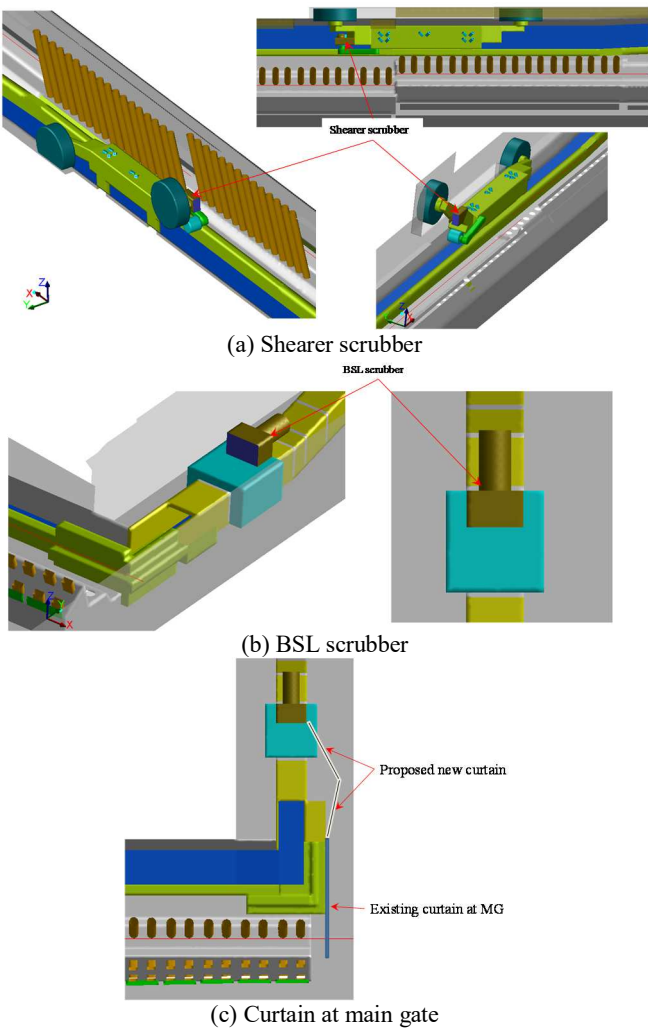 Shearer scrubber
Z
X
Y
Z
X
(a) Shearer scrubber
BSL scrubber
Z
Y
X
(b) BSL scrubber
Proposed new curtain
Existing curtain at MG
(c) Curtain at main gate